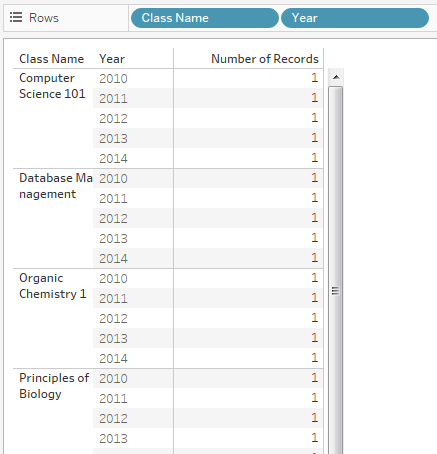 Rows Class Name Year
Class Name Year Number of Records
Computer Science 101 2010 1
2011 1
2012 1
2013 1
2014 1
Database Management 2010 1
2011 1
2012 1
2013 1
2014 1
Organic Chemistry 1 2010 1
2011 1
2012 1
2013 1
2014 1
Principles of Biology 2010 1
2011 1
2012 1
2013 1
1